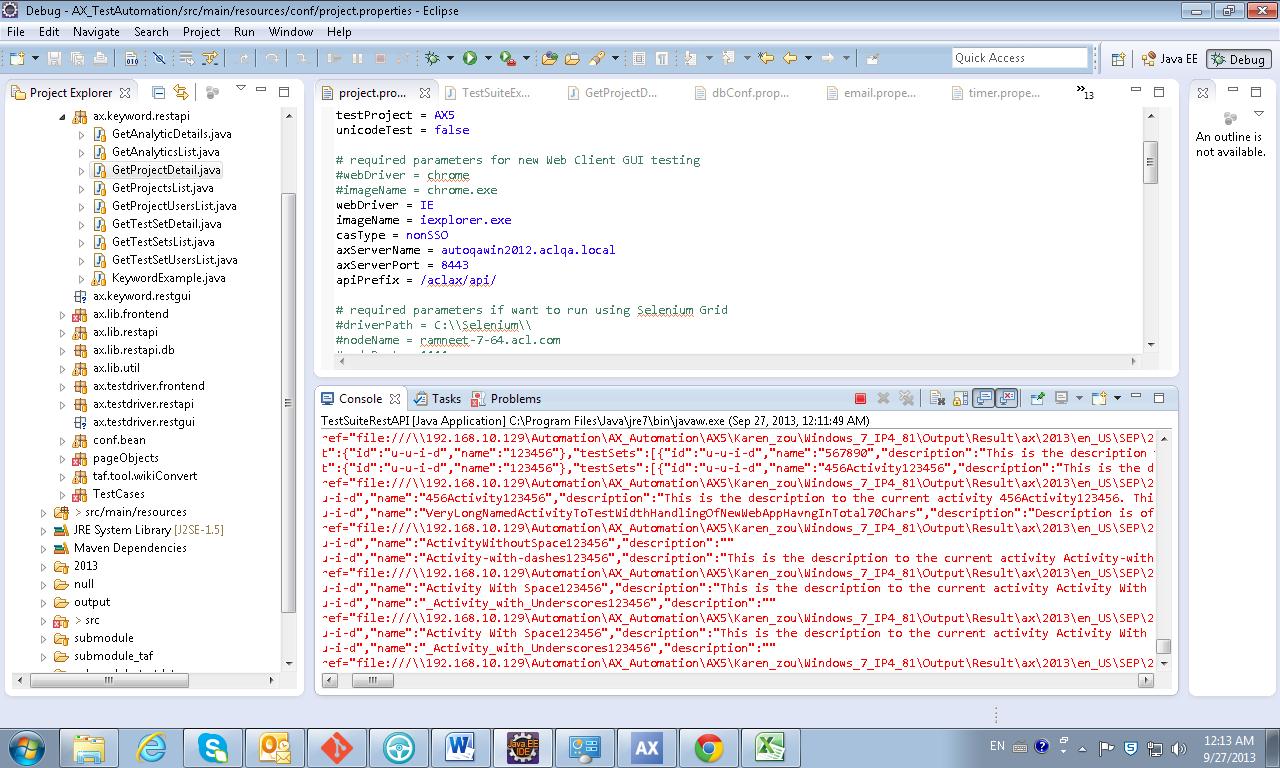 Debug - AX_TestAutomation/src/main/resources/conf/project.properties - Eclipse
File Edit Navigate Search Project Run Window Help
Quick Access
Java EE
Debug
Project Explorer
ax.keyword.restapi
GetAnalyticDetails.java
GetAnalyticsList.java
GetProjectDetail.java
GetProjectsList.java
GetProjectUsersList.java
GetTestSetDetail.java
GetTestSetsList.java
GetTestSetUsersList.java
KeywordExample.java
ax.keyword.restgui
ax.lib.frontend
ax.lib.restapi
ax.lib.restapi.db
ax.lib.util
ax.testdriver.frontend
ax.testdriver.restapi
ax.testdriver.restgui
conf.bean
pageObjects
taf.tool.wikiConvert
TestCases
> src/main/resources
JRE System Library [J2SE-1.5]
Maven Dependencies
2013
null
output
> src
submodule
submodule_taf
project.pro... TestSuiteEx... GetProjectD... dbConf.prop... email.prope... timer.prope... »13
testProject = AX5
unicodeTest = false
# required parameters for new Web Client GUI testing
#webDriver = chrome
#imageName = chrome.exe
webDriver = IE
imageName = iexplorer.exe
casType = nonSSO
axServerName = autoqawin2012.aclqa.local
axServerPort = 8443
apiPrefix = /aclax/api/
# required parameters if want to run using Selenium Grid
#driverPath = C:\\Selenium\\
#nodeName = ramneet-7-64.acl.com
An outline is
not available.
Console Tasks Problems
TestSuiteRestAPI [Java Application] C:\Program Files\Java\jre7\bin\javaw.exe (Sep 27, 2013, 12:11:49 AM)
ef="file:///\\192.168.10.129\Automation\AX_Automation\AX5\Karen_zou\Windows_7_IP4_81\Output\Result\ax\2013\en_US\SEP\2
t":{"id":"u-u-i-d","name":"123456"},"testSets":[{"id":"u-u-i-d","name":"567890","description":"This is the description
t":{"id":"u-u-i-d","name":"123456"},"testSets":[{"id":"u-u-i-d","name":"456Activity123456","description":"This is the d
ef="file:///\\192.168.10.129\Automation\AX_Automation\AX5\Karen_zou\Windows_7_IP4_81\Output\Result\ax\2013\en_US\SEP\2
u-i-d","name":"456Activity123456","description":"This is the description to the current activity 456Activity123456. Thi
u-i-d","name":"VeryLongNamedActivityToTestWidthHandlingOfNewWebAppHavngInTotal70Chars","description":"Description is of
ef="file:///\\192.168.10.129\Automation\AX_Automation\AX5\Karen_zou\Windows_7_IP4_81\Output\Result\ax\2013\en_US\SEP\2
u-i-d","name":"ActivityWithoutSpace123456","description":""
u-i-d","name":"Activity-with-dashes123456","description":"This is the description to the current activity Activity-with
ef="file:///\\192.168.10.129\Automation\AX_Automation\AX5\Karen_zou\Windows_7_IP4_81\Output\Result\ax\2013\en_US\SEP\2
u-i-d","name":"Activity With Space123456","description":"This is the description to the current activity Activity With
u-i-d","name":"_Activity_with_Underscores123456","description":""
ef="file:///\\192.168.10.129\Automation\AX_Automation\AX5\Karen_zou\Windows_7_IP4_81\Output\Result\ax\2013\en_US\SEP\2
u-i-d","name":"Activity With Space123456","description":"This is the description to the current activity Activity With
u-i-d","name":"_Activity_with_Underscores123456","description":""
ef="file:///\\192.168.10.129\Automation\AX_Automation\AX5\Karen_zou\Windows_7_IP4_81\Output\Result\ax\2013\en_US\SEP\2
Java EE
IDE
AX
EN
12:13 AM
9/27/2013